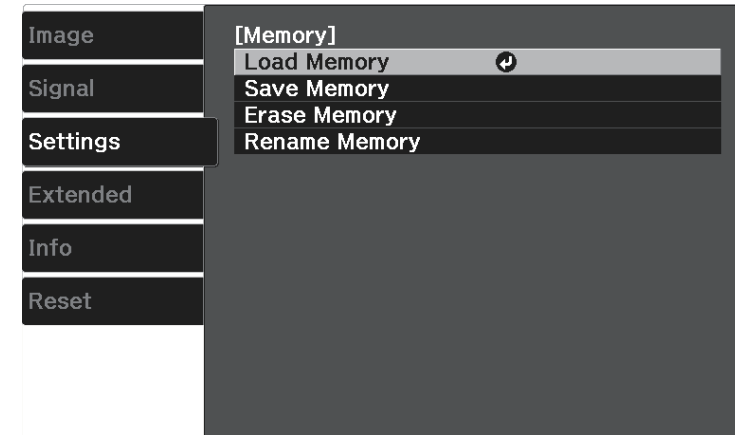 Image
Signal
Settings
Extended
Info
Reset
[Memory]
Load Memory
Save Memory
Erase Memory
Rename Memory